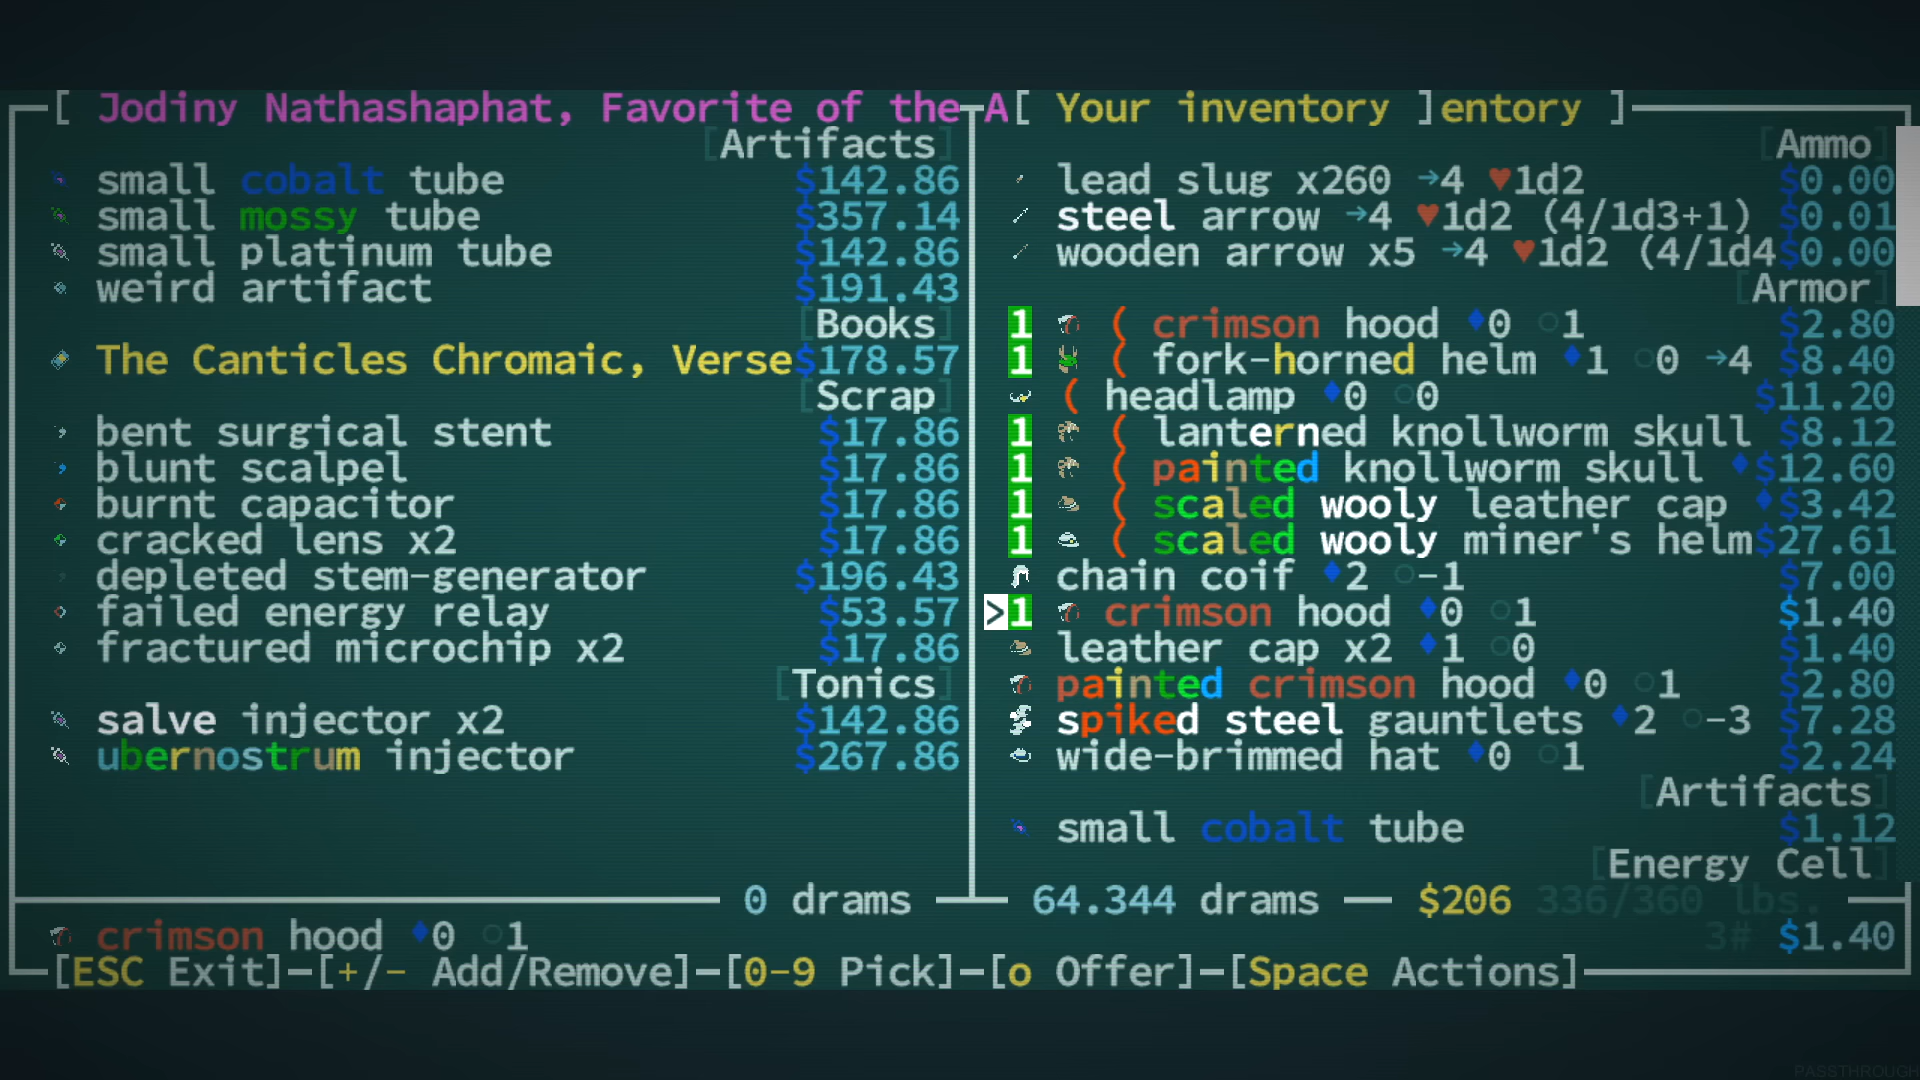 [ Jodiny Nathashaphat, Favorite of the A[ Your inventory ]entory ]
[Artifacts]
small cobalt tube $142.86
small mossy tube $357.14
small platinum tube $142.86
weird artifact $191.43
[Books]
The Canticles Chromaic, Verse $178.57
[Scrap]
bent surgical stent $17.86
blunt scalpel $17.86
burnt capacitor $17.86
cracked lens x2 $17.86
depleted stem-generator $196.43
failed energy relay $53.57
fractured microchip x2 $17.86
[Tonics]
salve injector x2 $142.86
ubernostrum injector $267.86
0 drams
[Ammo]
lead slug x260 →4 ♥1d2 $0.00
steel arrow →4 ♥1d2 (4/1d3+1) $0.01
wooden arrow x5 →4 ♥1d2 (4/1d4 $0.00
[Armor]
1 ( crimson hood ♦0 ○1 $2.80
1 ( fork-horned helm ♦1 ○0 →4 $8.40
( headlamp ♦0 ○0 $11.20
1 ( lanterned knollworm skull $8.12
1 ( painted knollworm skull ♦$12.60
1 ( scaled wooly leather cap ♦$3.42
1 ( scaled wooly miner's helm $27.61
chain coif ♦2 ○-1 $7.00
>1 crimson hood ♦0 ○1 $1.40
leather cap x2 ♦1 ○0 $1.40
painted crimson hood ♦0 ○1 $2.80
spiked steel gauntlets ♦2 ○-3 $7.28
wide-brimmed hat ♦0 ○1 $2.24
[Artifacts]
small cobalt tube $1.12
[Energy Cell]
64.344 drams $206 336/360 lbs.
crimson hood ♦0 ○1 3# $1.40
[ESC Exit]-[+/- Add/Remove]-[0-9 Pick]-[o Offer]-[Space Actions]
PASSTHROUGH